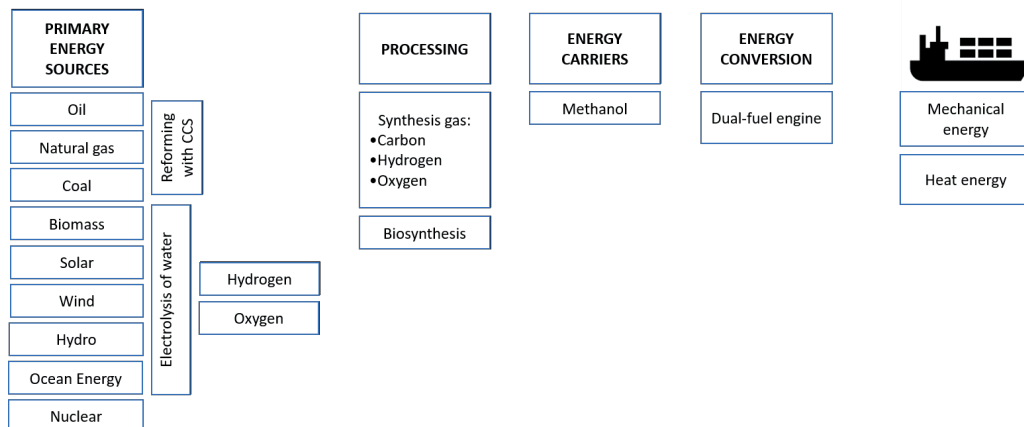 PRIMARY
ENERGY
SOURCES
Oil
Natural gas
Coal
Biomass
Solar
Wind
Hydro
Ocean Energy
Nuclear
Reforming
with CCS
Electrolysis of water
Hydrogen
Oxygen
PROCESSING
Synthesis gas:
•Carbon
•Hydrogen
•Oxygen
Biosynthesis
ENERGY
CARRIERS
Methanol
ENERGY
CONVERSION
Dual-fuel engine
Mechanical
energy
Heat energy